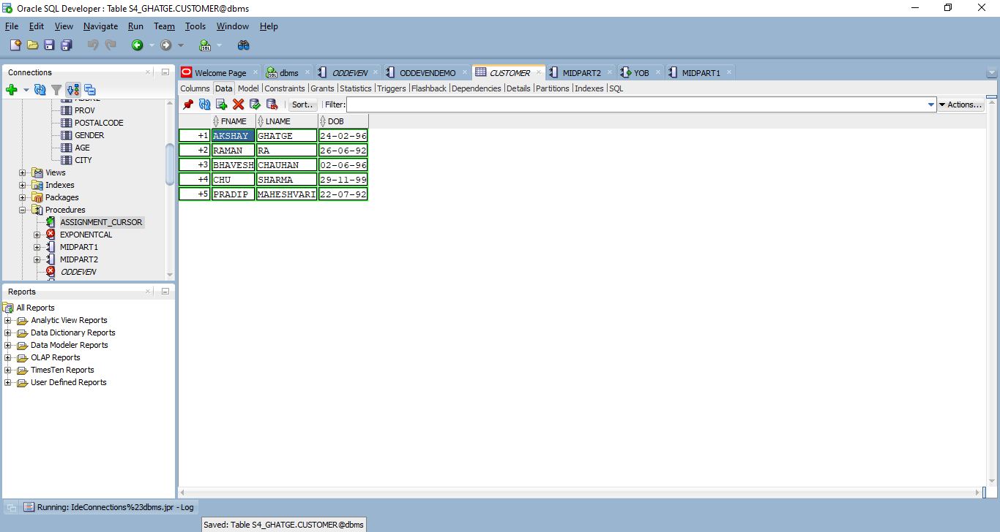 Oracle SQL Developer : Table S4_GHATGE.CUSTOMER@dbms
File Edit View Navigate Run Team Tools Window Help
Connections
PROV
POSTALCODE
GENDER
AGE
CITY
Views
Indexes
Packages
Procedures
ASSIGNMENT_CURSOR
EXPONENTCAL
MIDPART1
MIDPART2
ODDEVEN
Reports
All Reports
Analytic View Reports
Data Dictionary Reports
Data Modeler Reports
OLAP Reports
TimesTen Reports
User Defined Reports
Welcome Page dbms ODDEVEN ODDEVENDEMO CUSTOMER MIDPART2 YOB MIDPART1
Columns Data Model Constraints Grants Statistics Triggers Flashback Dependencies Details Partitions Indexes SQL
Sort.. Filter: Actions...
FNAME LNAME DOB
+1 AKSHAY GHATGE 24-02-96
+2 RAMAN RA 26-06-92
+3 BHAVESH CHAUHAN 02-06-96
+4 CHU SHARMA 29-11-99
+5 PRADIP MAHESHVARI 22-07-92
Running: IdeConnections%23dbms.jpr - Log
Saved: Table S4_GHATGE.CUSTOMER@dbms